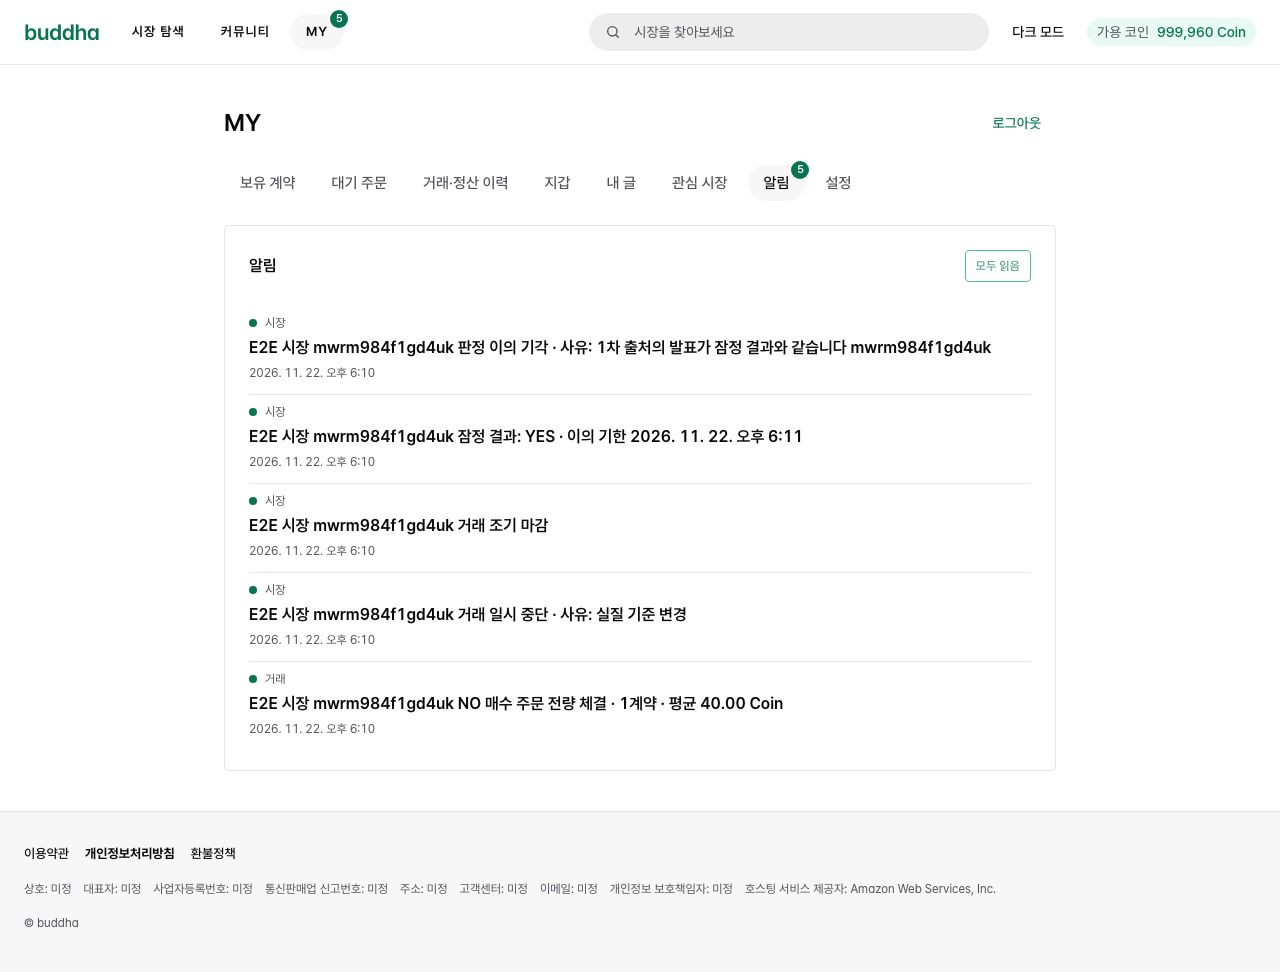 buddha 시장 탐색 커뮤니티 MY 5 시장을 찾아보세요 다크 모드 가용 코인 999,960 Coin
MY 로그아웃
보유 계약 대기 주문 거래·정산 이력 지갑 내 글 관심 시장 알림 5 설정
알림 모두 읽음
시장
E2E 시장 mwrm984f1gd4uk 판정 이의 기각 · 사유: 1차 출처의 발표가 잠정 결과와 같습니다 mwrm984f1gd4uk
2026. 11. 22. 오후 6:10
시장
E2E 시장 mwrm984f1gd4uk 잠정 결과: YES · 이의 기한 2026. 11. 22. 오후 6:11
2026. 11. 22. 오후 6:10
시장
E2E 시장 mwrm984f1gd4uk 거래 조기 마감
2026. 11. 22. 오후 6:10
시장
E2E 시장 mwrm984f1gd4uk 거래 일시 중단 · 사유: 실질 기준 변경
2026. 11. 22. 오후 6:10
거래
E2E 시장 mwrm984f1gd4uk NO 매수 주문 전량 체결 · 1계약 · 평균 40.00 Coin
2026. 11. 22. 오후 6:10
이용약관 개인정보처리방침 환불정책
상호: 미정 대표자: 미정 사업자등록번호: 미정 통신판매업 신고번호: 미정 주소: 미정 고객센터: 미정 이메일: 미정 개인정보 보호책임자: 미정 호스팅 서비스 제공자: Amazon Web Services, Inc.
© buddha